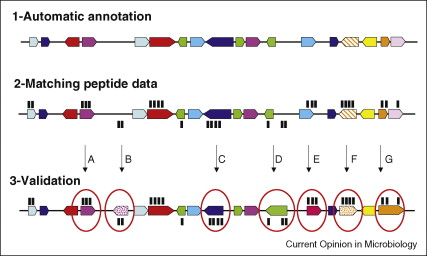 1-Automatic annotation
2-Matching peptide data
A B C D E F G
3-Validation
Current Opinion in Microbiology